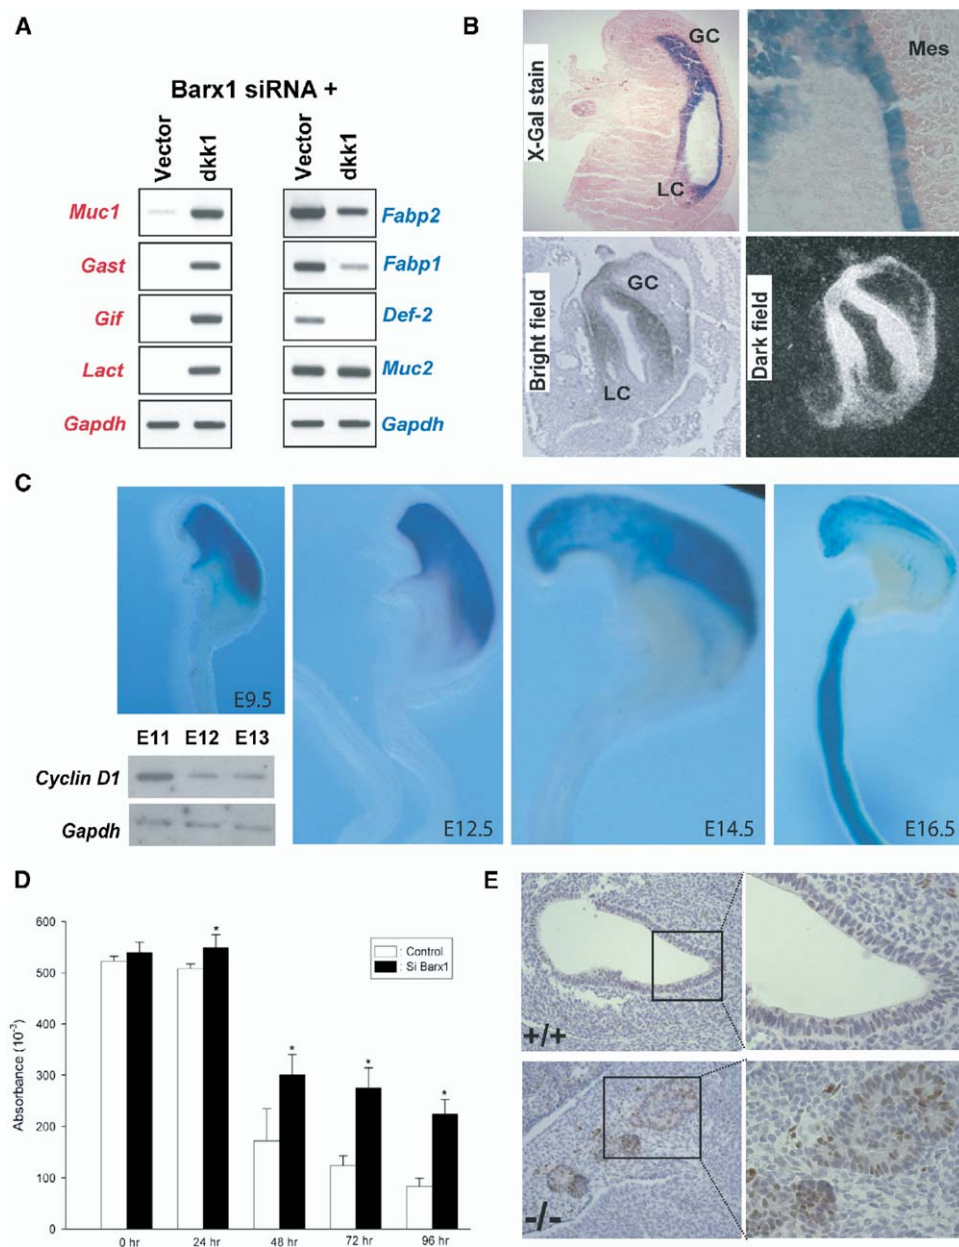 A
Barx1 siRNA +
Vector
dkk1
Vector
dkk1
Muc1
Fabp2
Gast
Fabp1
Gif
Def-2
Lact
Muc2
Gapdh
Gapdh
B
X-Gal stain
GC
LC
Mes
Bright field
GC
LC
Dark field
C
E9.5
E12.5
E14.5
E16.5
E11 E12 E13
Cyclin D1
Gapdh
D
Absorbance (10⁻³)
600
500
400
300
200
100
0
: Control
: Si Barx1
*
*
*
*
0 hr 24 hr 48 hr 72 hr 96 hr
E
+/+
-/-